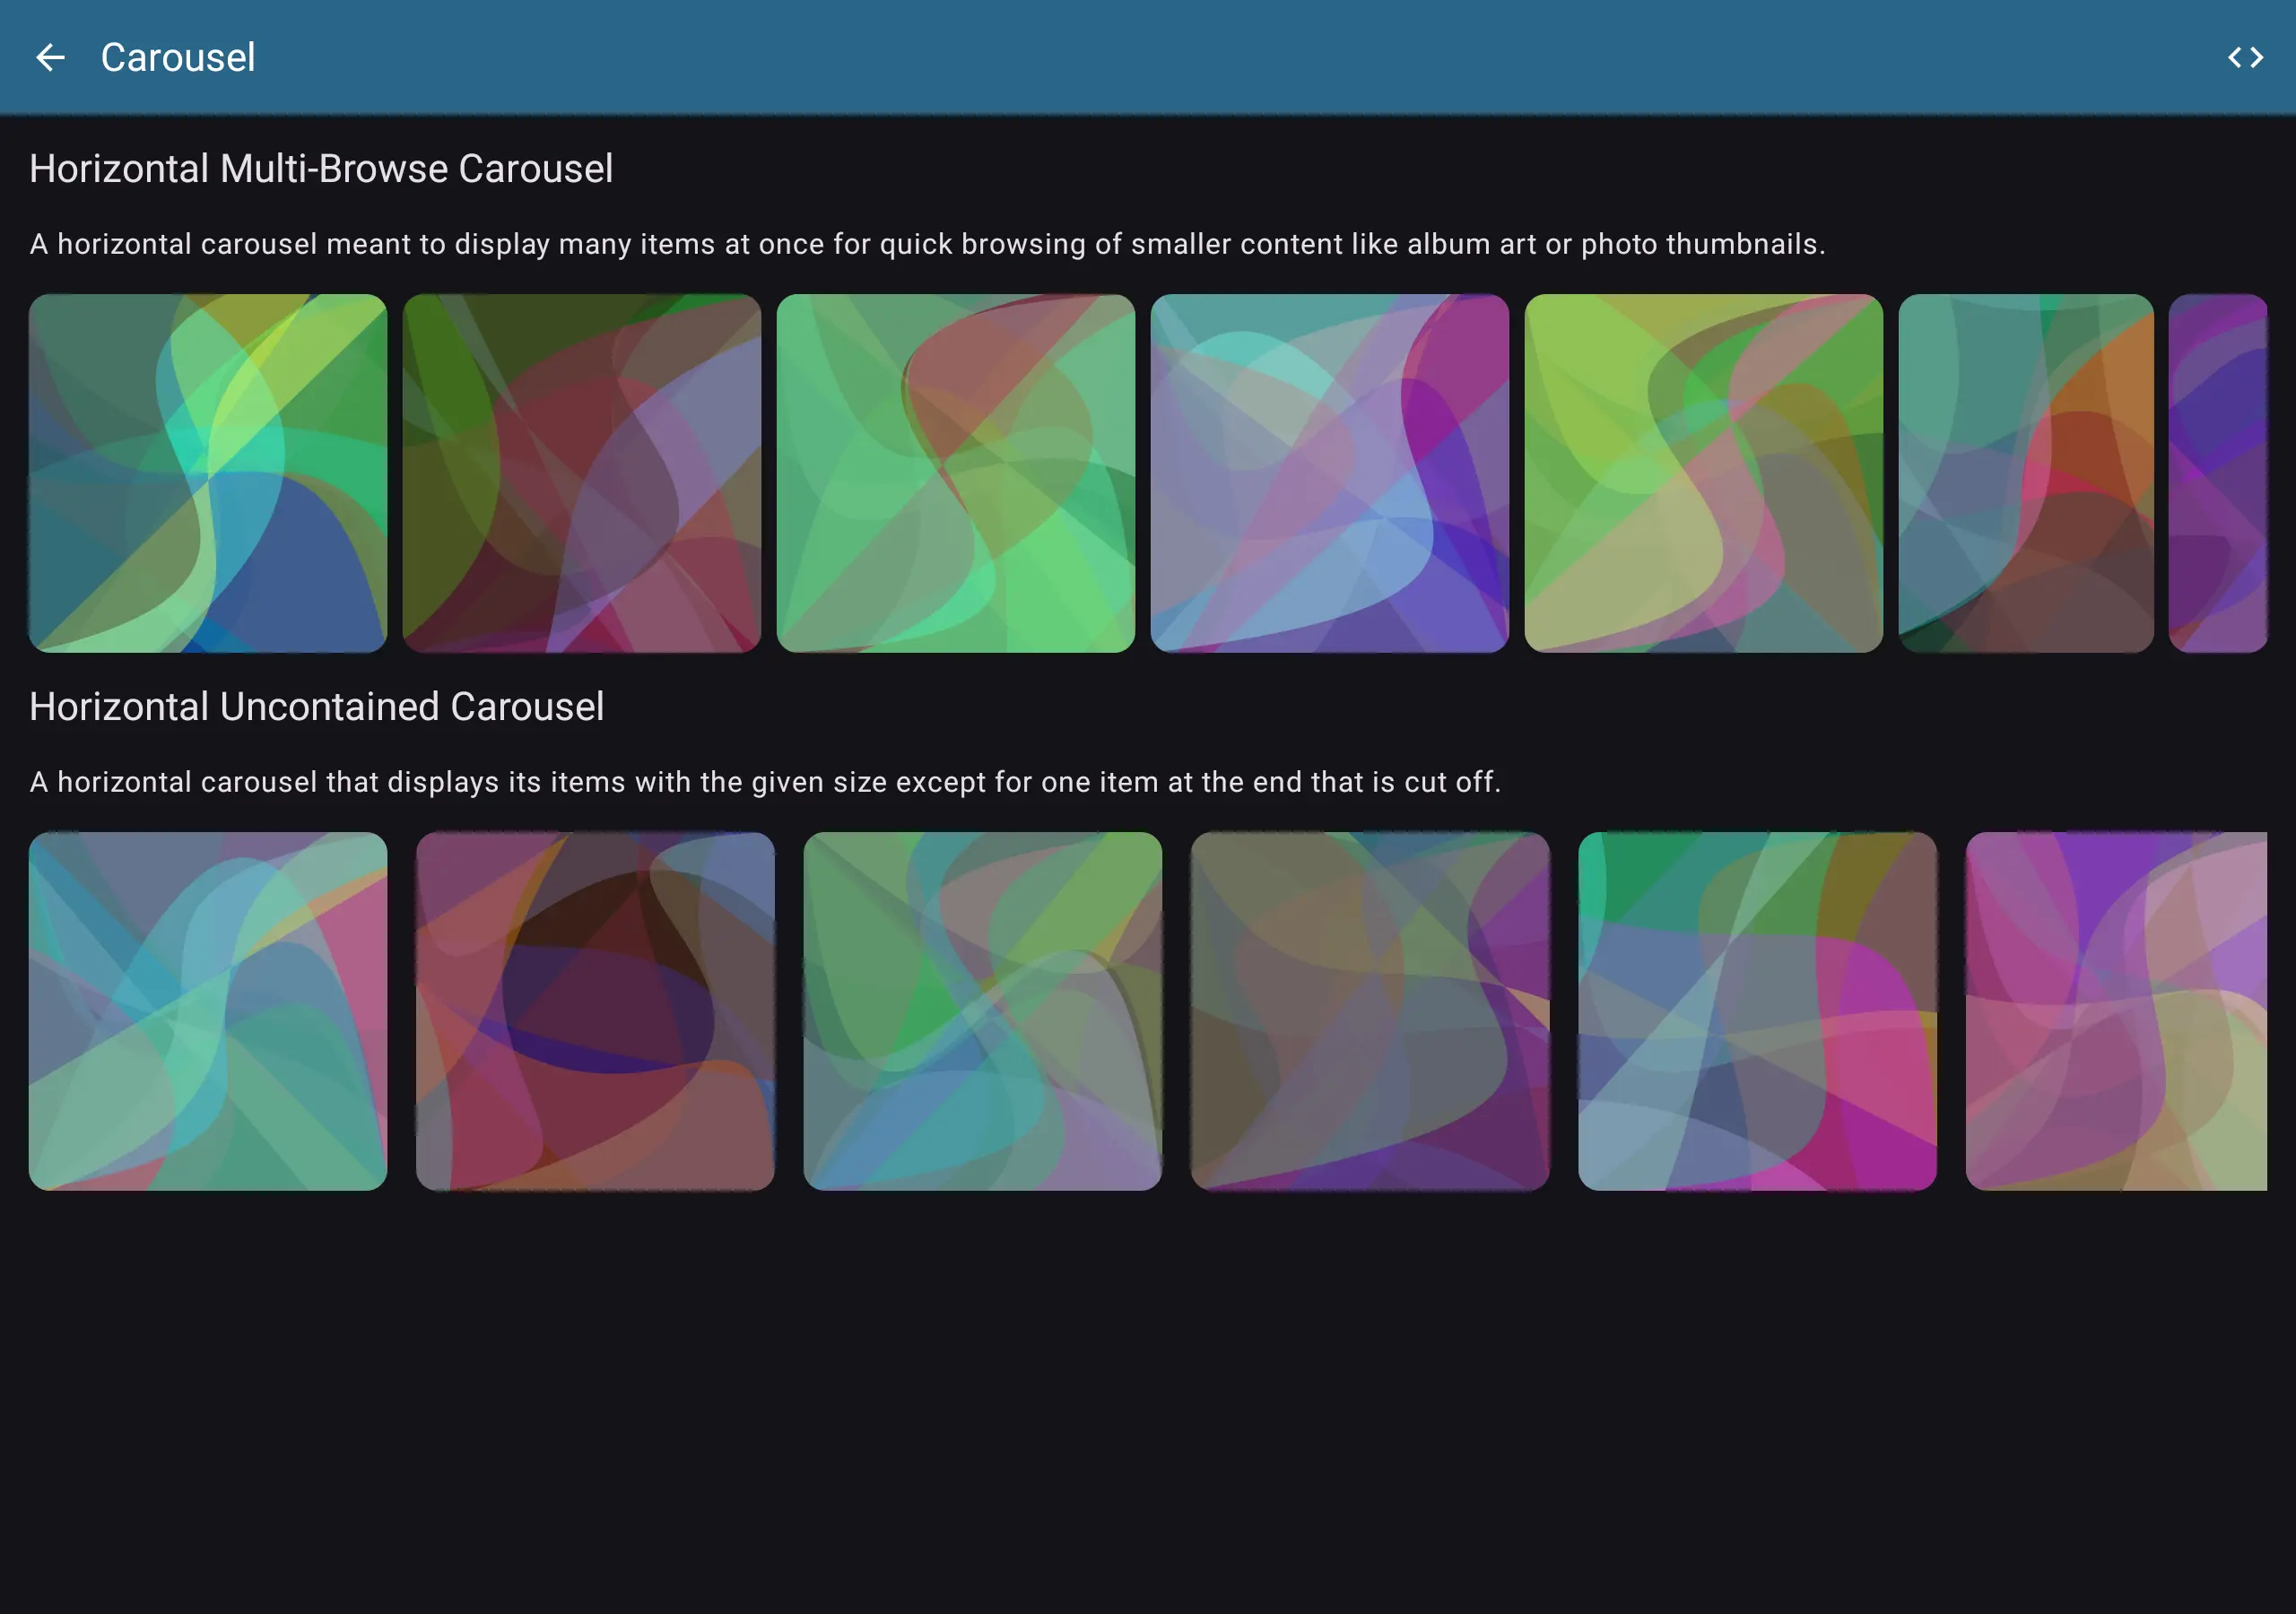 Carousel
Horizontal Multi-Browse Carousel
A horizontal carousel meant to display many items at once for quick browsing of smaller content like album art or photo thumbnails.
Horizontal Uncontained Carousel
A horizontal carousel that displays its items with the given size except for one item at the end that is cut off.